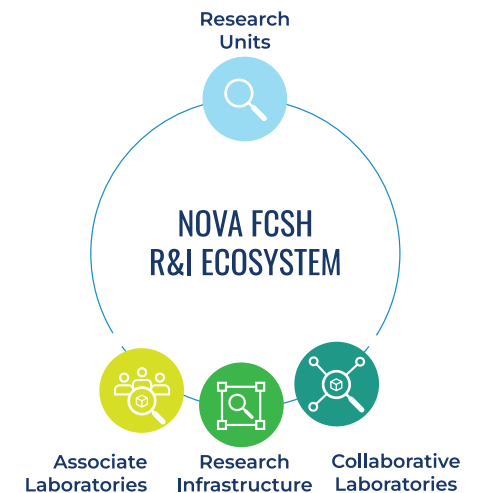 Research
Units
NOVA FCSH
R&I ECOSYSTEM
Associate
Laboratories
Research
Infrastructure
Collaborative
Laboratories